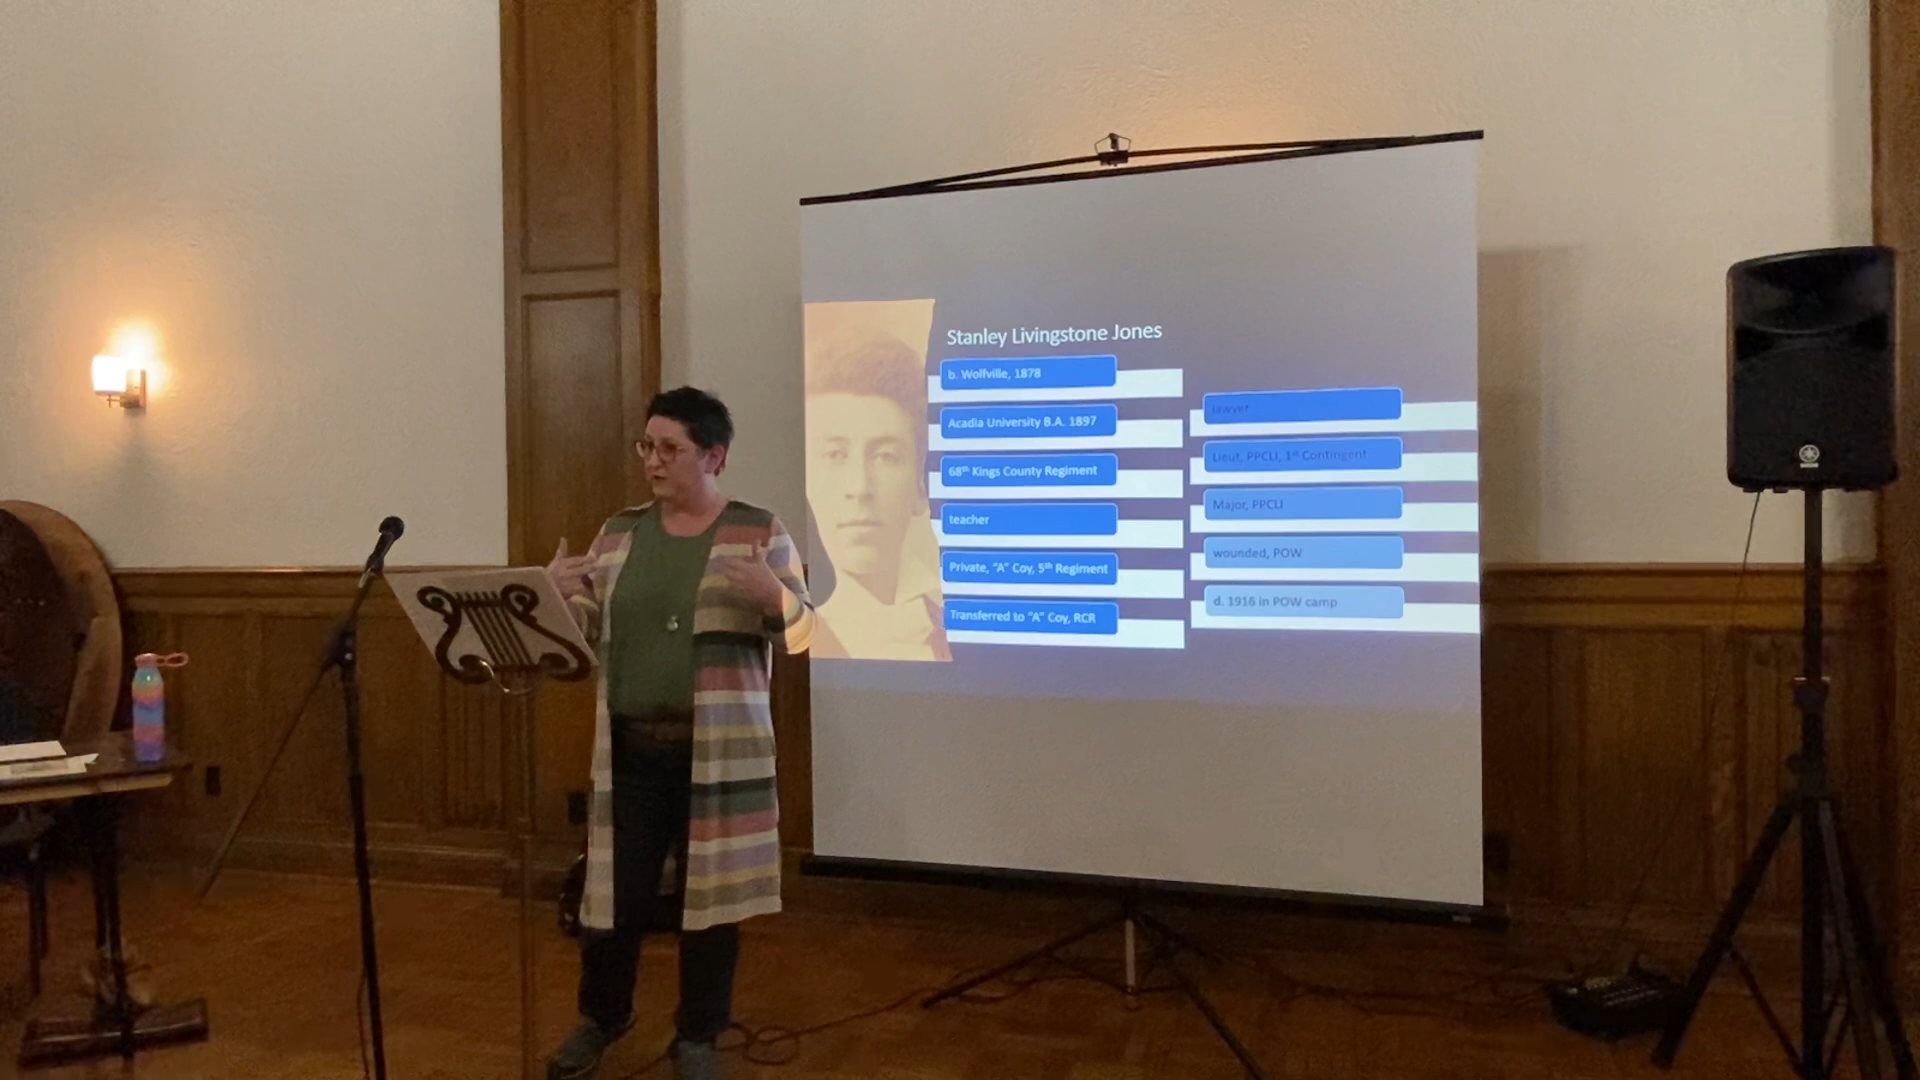 Stanley Livingstone Jones
b. Wolfville, 1878
Acadia University B.A. 1897
68th Kings County Regiment
teacher
Private, "A" Coy, 5th Regiment
Transferred to "A" Coy, RCR
lawyer
Lieut, PPCLI, 1st Contingent
Major, PPCLI
wounded, POW
d. 1916 in POW camp